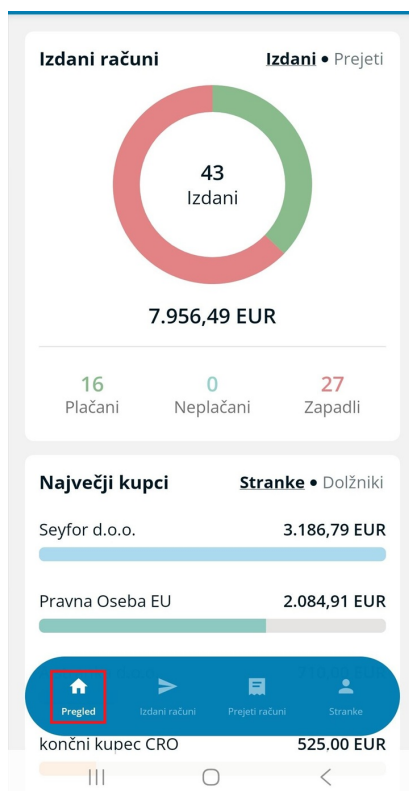 Izdani računi
Izdani • Prejeti
43
Izdani
7.956,49 EUR
16 0 27
Plačani Neplačani Zapadli
Največji kupci
Stranke • Dolžniki
Seyfor d.o.o. 3.186,79 EUR
Pravna Oseba EU 2.084,91 EUR
Pregled Izdani računi Prejeti računi Stranke
končni kupec CRO 525,00 EUR